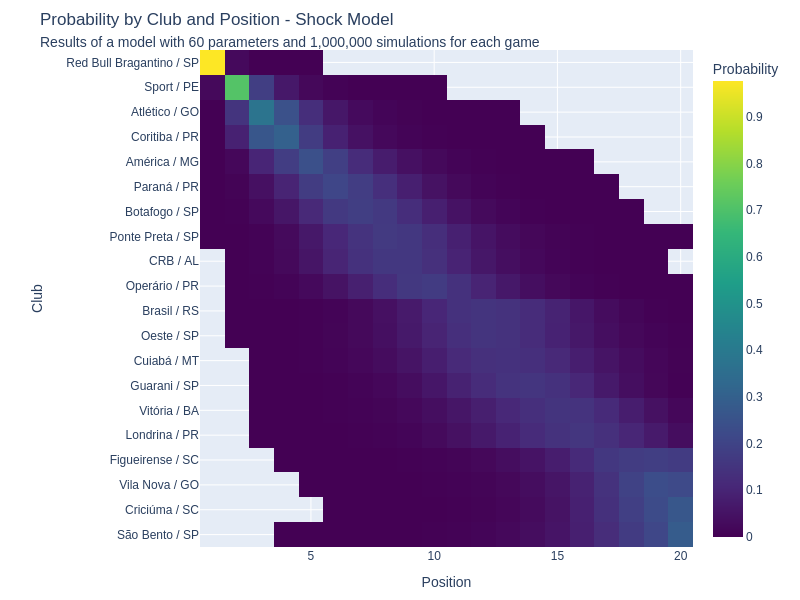 Probability by Club and Position - Shock Model
Results of a model with 60 parameters and 1,000,000 simulations for each game
Probability
Red Bull Bragantino / SP
Sport / PE
Atlético / GO
Coritiba / PR
América / MG
Paraná / PR
Botafogo / SP
Ponte Preta / SP
CRB / AL
Operário / PR
Brasil / RS
Oeste / SP
Cuiabá / MT
Guarani / SP
Vitória / BA
Londrina / PR
Figueirense / SC
Vila Nova / GO
Criciúma / SC
São Bento / SP
Club
5
10
15
20
Position
0.9
0.8
0.7
0.6
0.5
0.4
0.3
0.2
0.1
0